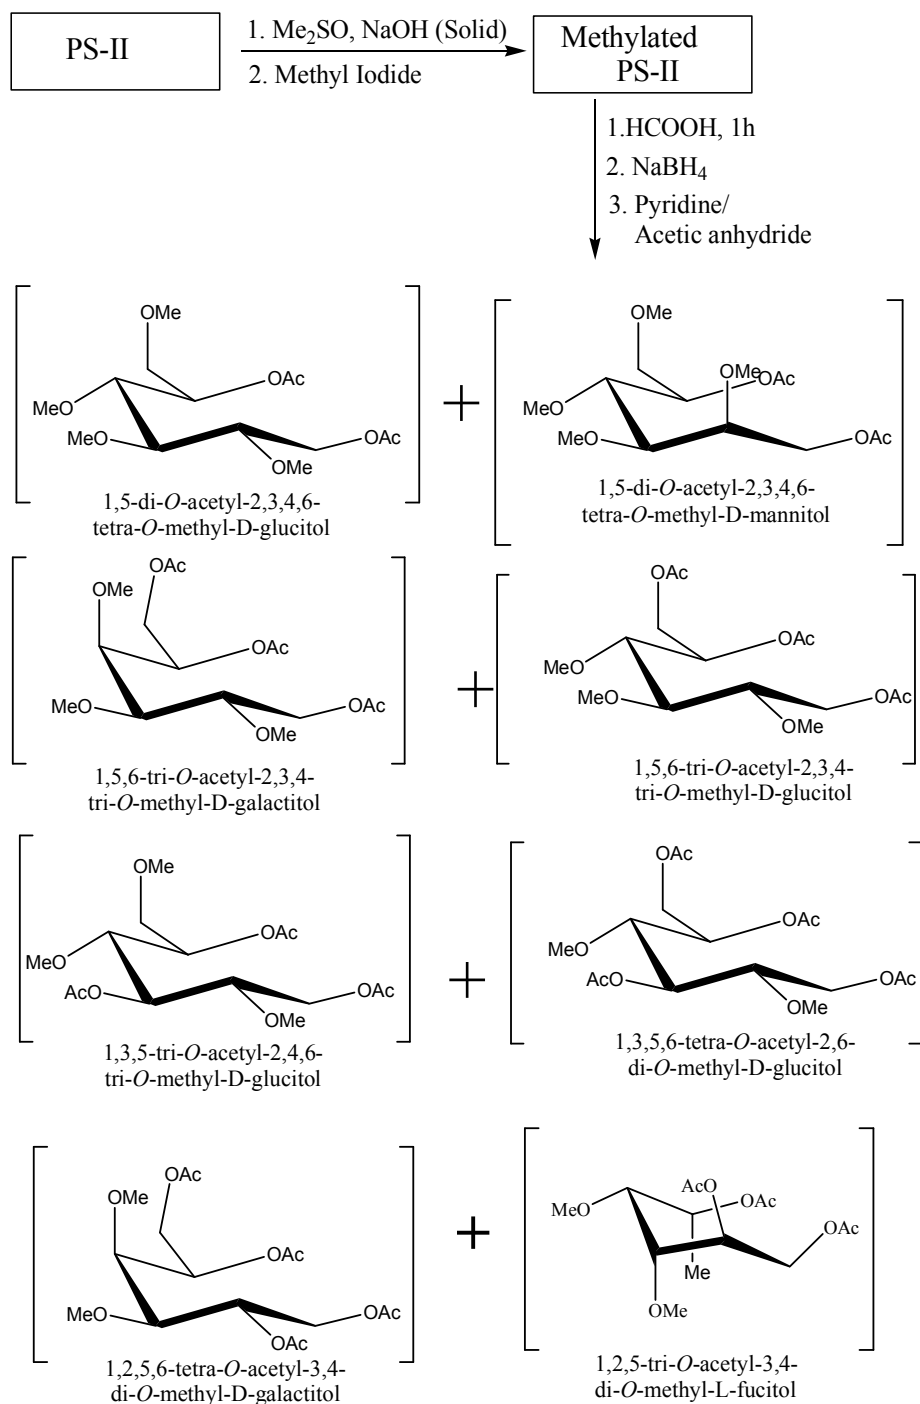 PS-II
1. Me2SO, NaOH (Solid)
2. Methyl Iodide
Methylated
PS-II
1.HCOOH, 1h
2. NaBH4
3. Pyridine/
Acetic anhydride
OMe
OAc
MeO
MeO
OAc
OMe
1,5-di-O-acetyl-2,3,4,6-
tetra-O-methyl-D-glucitol
+
OMe
OMe
OAc
MeO
MeO
OAc
1,5-di-O-acetyl-2,3,4,6-
tetra-O-methyl-D-mannitol
OAc
OMe
OAc
MeO
OAc
OMe
1,5,6-tri-O-acetyl-2,3,4-
tri-O-methyl-D-galactitol
+
OAc
OAc
MeO
MeO
OAc
OMe
1,5,6-tri-O-acetyl-2,3,4-
tri-O-methyl-D-glucitol
OMe
OAc
MeO
AcO
OAc
OMe
1,3,5-tri-O-acetyl-2,4,6-
tri-O-methyl-D-glucitol
+
OAc
OAc
MeO
AcO
OAc
OMe
1,3,5,6-tetra-O-acetyl-2,6-
di-O-methyl-D-glucitol
OAc
OMe
OAc
MeO
OAc
OAc
1,2,5,6-tetra-O-acetyl-3,4-
di-O-methyl-D-galactitol
+
AcO
OAc
MeO
OAc
Me
OMe
1,2,5-tri-O-acetyl-3,4-
di-O-methyl-L-fucitol